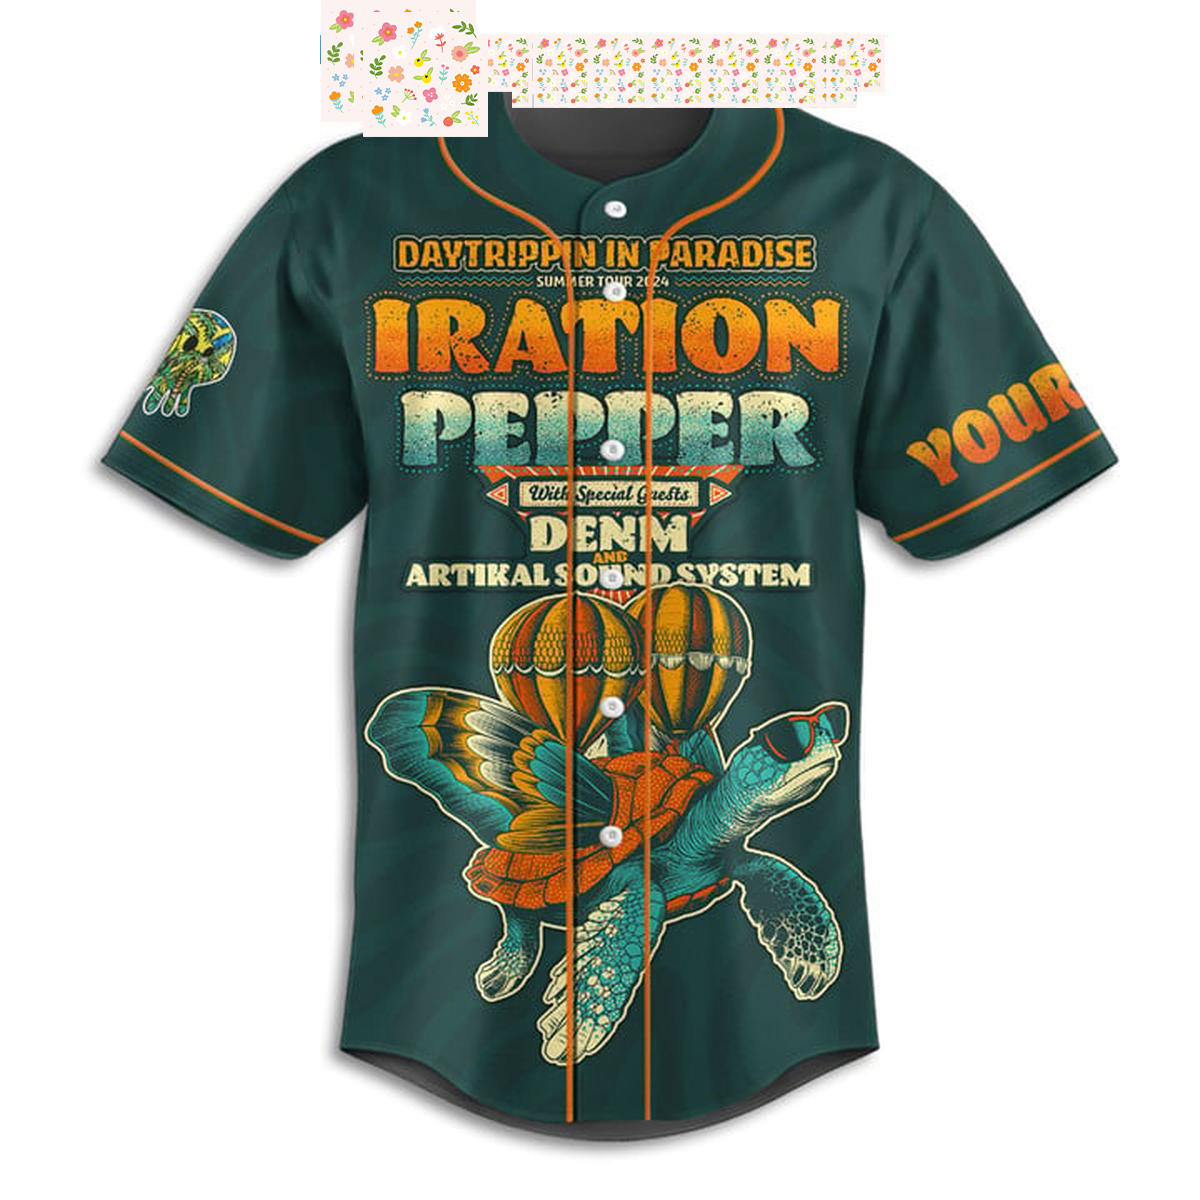 DAYTRIPPIN IN PARADISE
SUMMER TOUR 2024
IRATION
PEPPER
With Special Guests
DENM
AND
ARTIKAL SOUND SYSTEM
YOUR